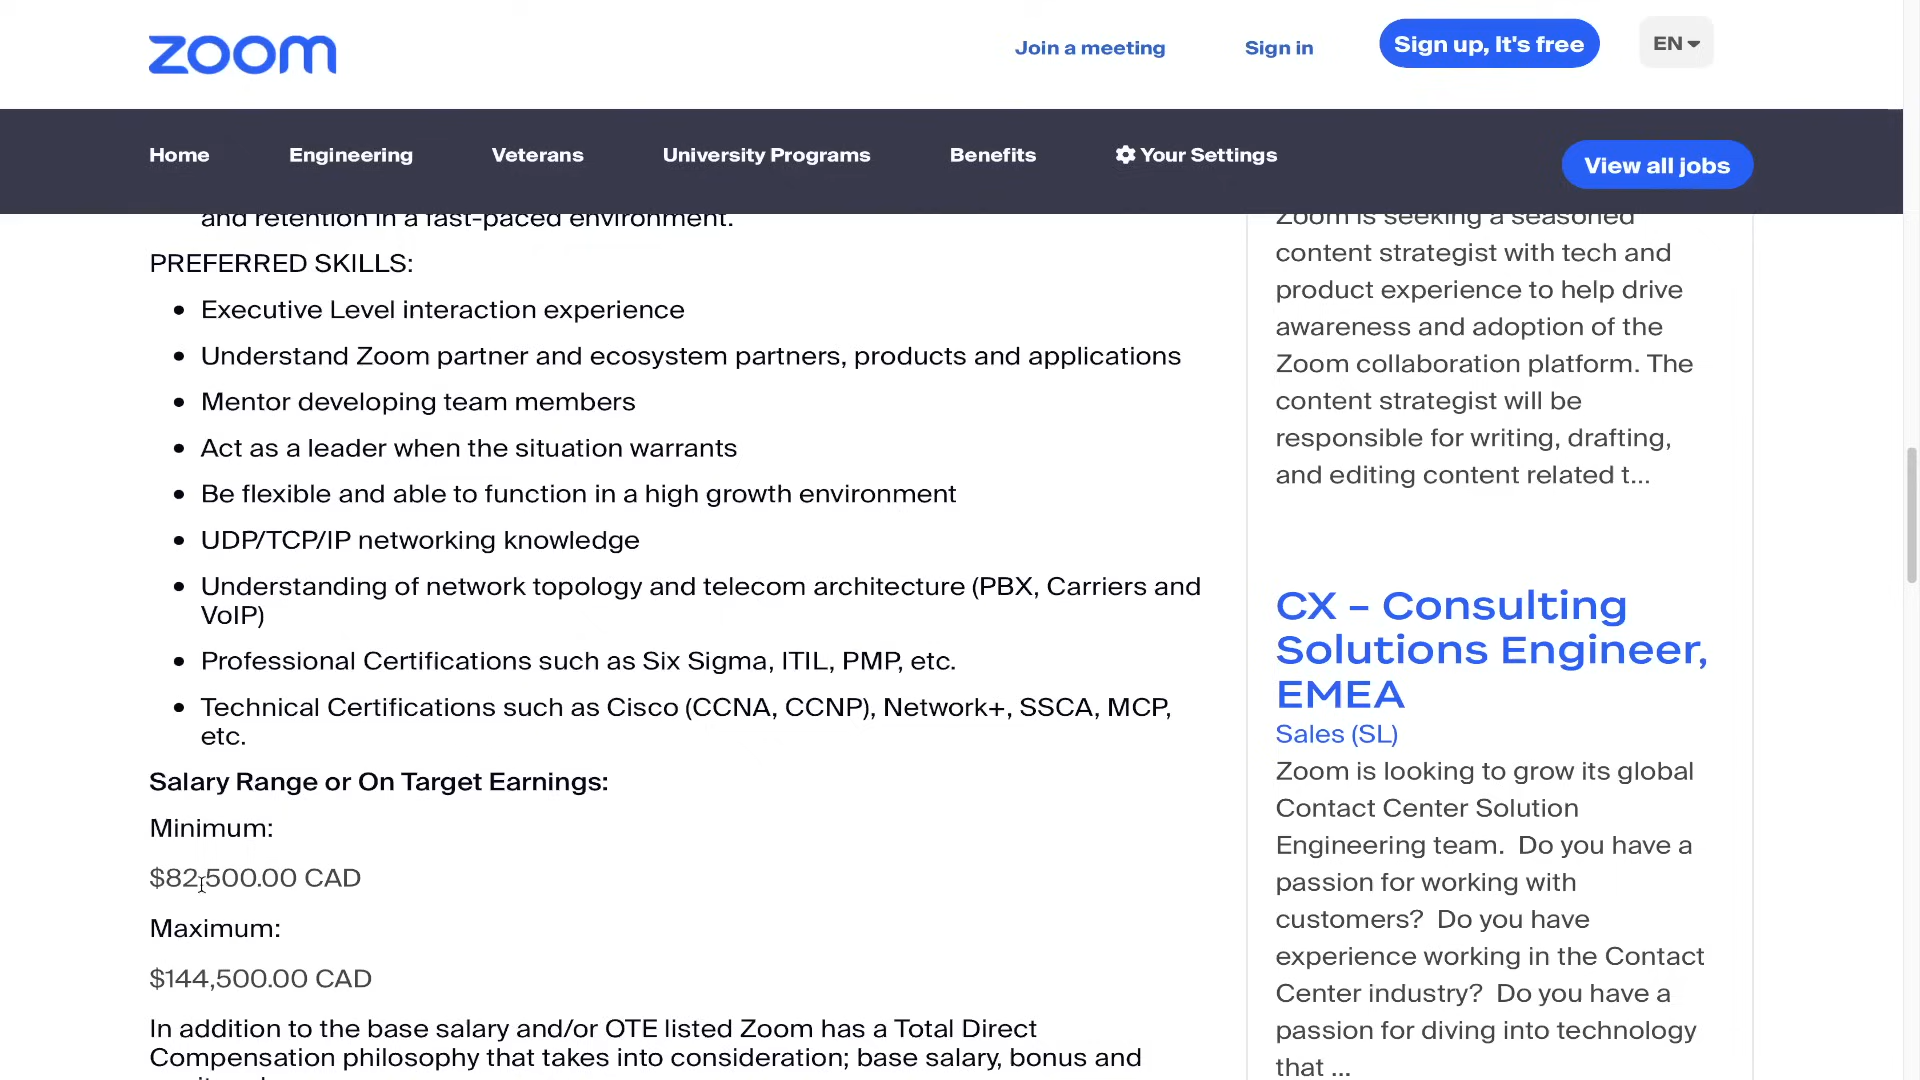 zoom
Join a meeting
Sign in
Sign up, It's free
EN
Home
Engineering
Veterans
University Programs
Benefits
Your Settings
View all jobs
and retention in a fast-paced environment.
PREFERRED SKILLS:
• Executive Level interaction experience
• Understand Zoom partner and ecosystem partners, products and applications
• Mentor developing team members
• Act as a leader when the situation warrants
• Be flexible and able to function in a high growth environment
• UDP/TCP/IP networking knowledge
• Understanding of network topology and telecom architecture (PBX, Carriers and
VoIP)
• Professional Certifications such as Six Sigma, ITIL, PMP, etc.
• Technical Certifications such as Cisco (CCNA, CCNP), Network+, SSCA, MCP,
etc.
Salary Range or On Target Earnings:
Minimum:
$82,500.00 CAD
Maximum:
$144,500.00 CAD
In addition to the base salary and/or OTE listed Zoom has a Total Direct
Compensation philosophy that takes into consideration; base salary, bonus and
Zoom is seeking a seasoned
content strategist with tech and
product experience to help drive
awareness and adoption of the
Zoom collaboration platform. The
content strategist will be
responsible for writing, drafting,
and editing content related t...
CX – Consulting
Solutions Engineer,
EMEA
Sales (SL)
Zoom is looking to grow its global
Contact Center Solution
Engineering team. Do you have a
passion for working with
customers? Do you have
experience working in the Contact
Center industry? Do you have a
passion for diving into technology
that ...